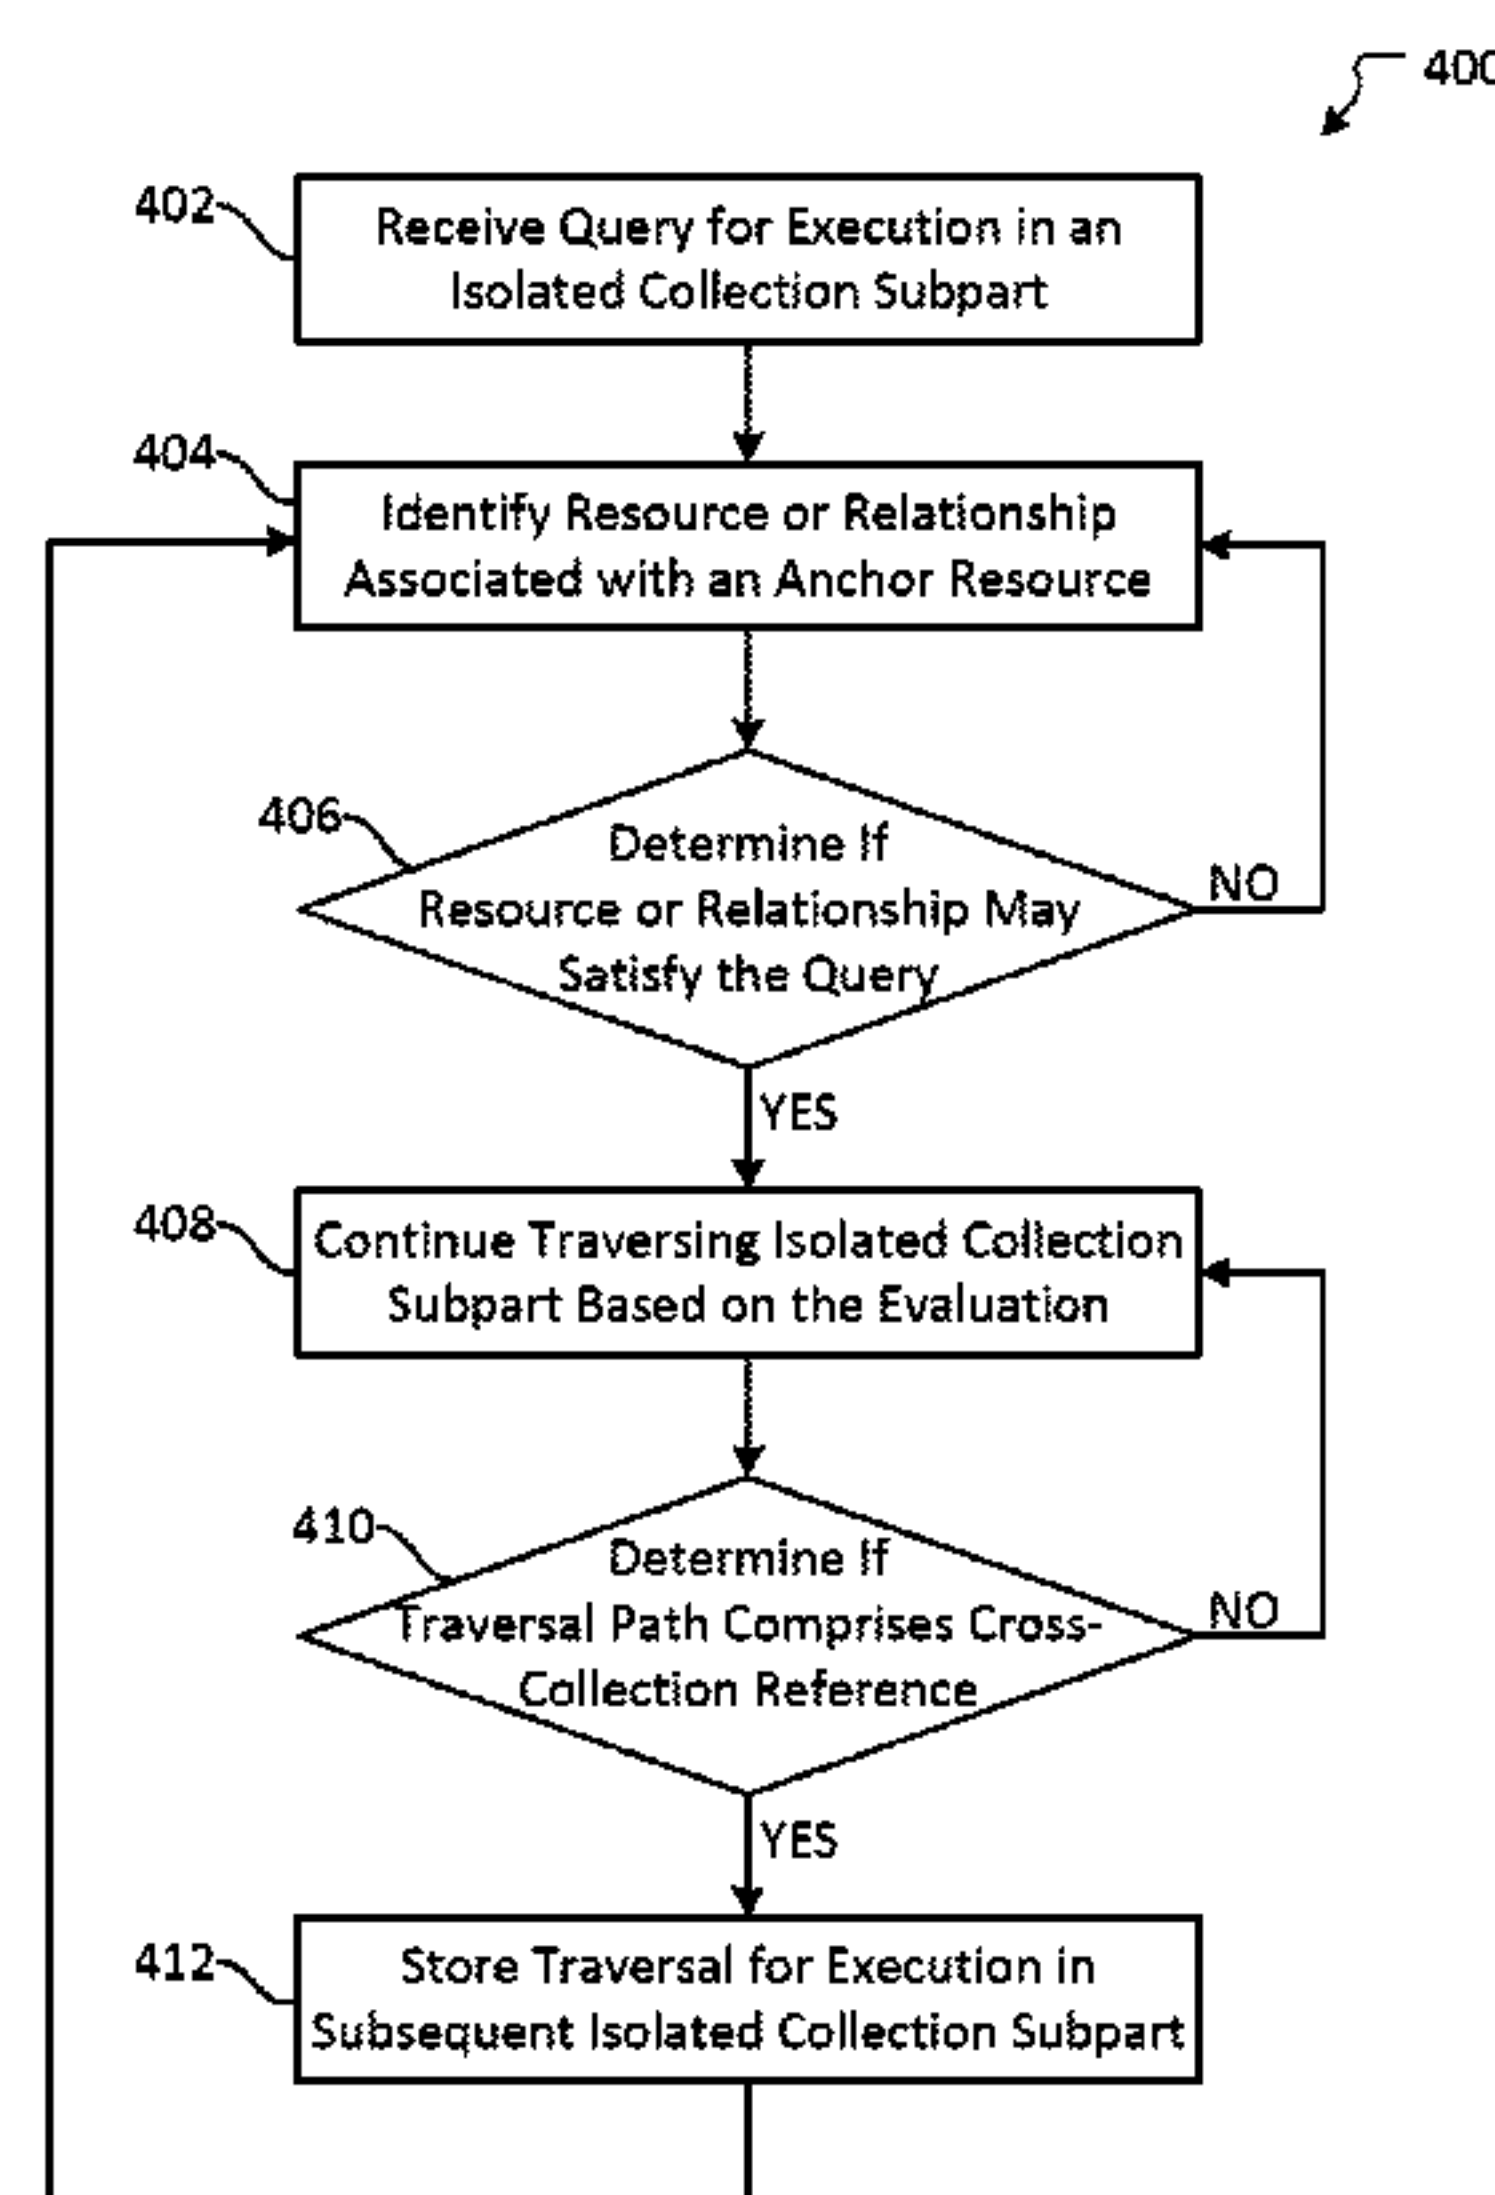 400
402
Receive Query for Execution in an
Isolated Collection Subpart
404
Identify Resource or Relationship
Associated with an Anchor Resource
406
Determine If
Resource or Relationship May
Satisfy the Query
NO
YES
408
Continue Traversing Isolated Collection
Subpart Based on the Evaluation
410
Determine If
Traversal Path Comprises Cross-
Collection Reference
NO
YES
412
Store Traversal for Execution in
Subsequent Isolated Collection Subpart